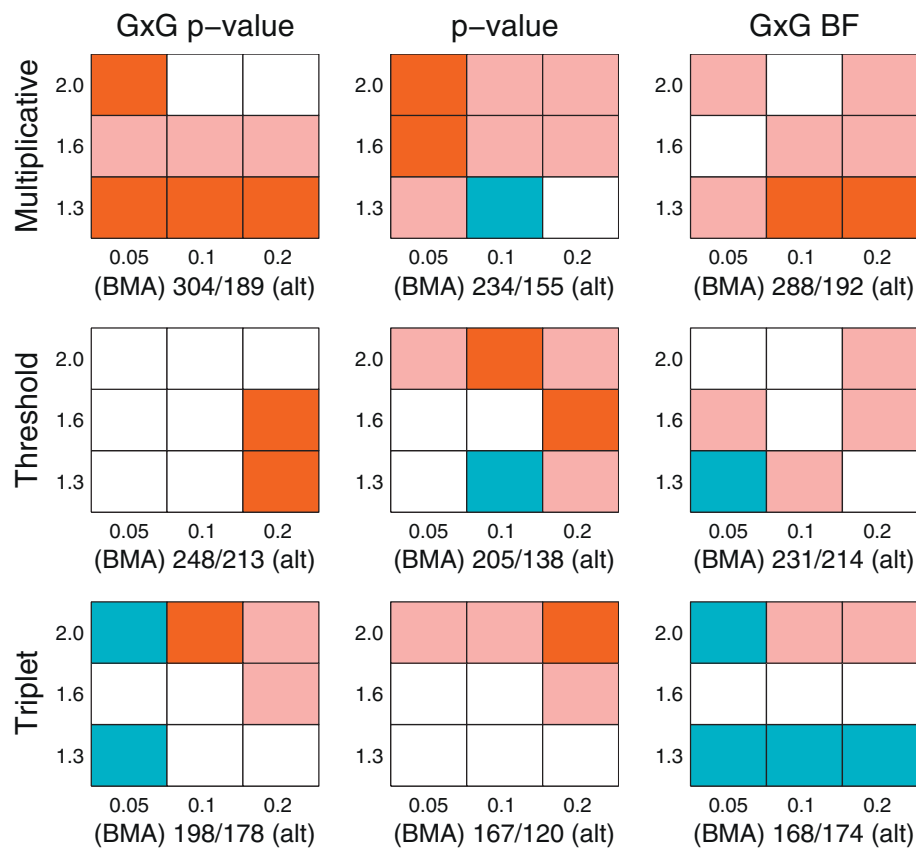 GxG p−value p−value GxG BF
Multiplicative
2.0 2.0 2.0
1.6 1.6 1.6
1.3 1.3 1.3
0.05 0.1 0.2 0.05 0.1 0.2 0.05 0.1 0.2
(BMA) 304/189 (alt) (BMA) 234/155 (alt) (BMA) 288/192 (alt)
Threshold
2.0 2.0 2.0
1.6 1.6 1.6
1.3 1.3 1.3
0.05 0.1 0.2 0.05 0.1 0.2 0.05 0.1 0.2
(BMA) 248/213 (alt) (BMA) 205/138 (alt) (BMA) 231/214 (alt)
Triplet
2.0 2.0 2.0
1.6 1.6 1.6
1.3 1.3 1.3
0.05 0.1 0.2 0.05 0.1 0.2 0.05 0.1 0.2
(BMA) 198/178 (alt) (BMA) 167/120 (alt) (BMA) 168/174 (alt)